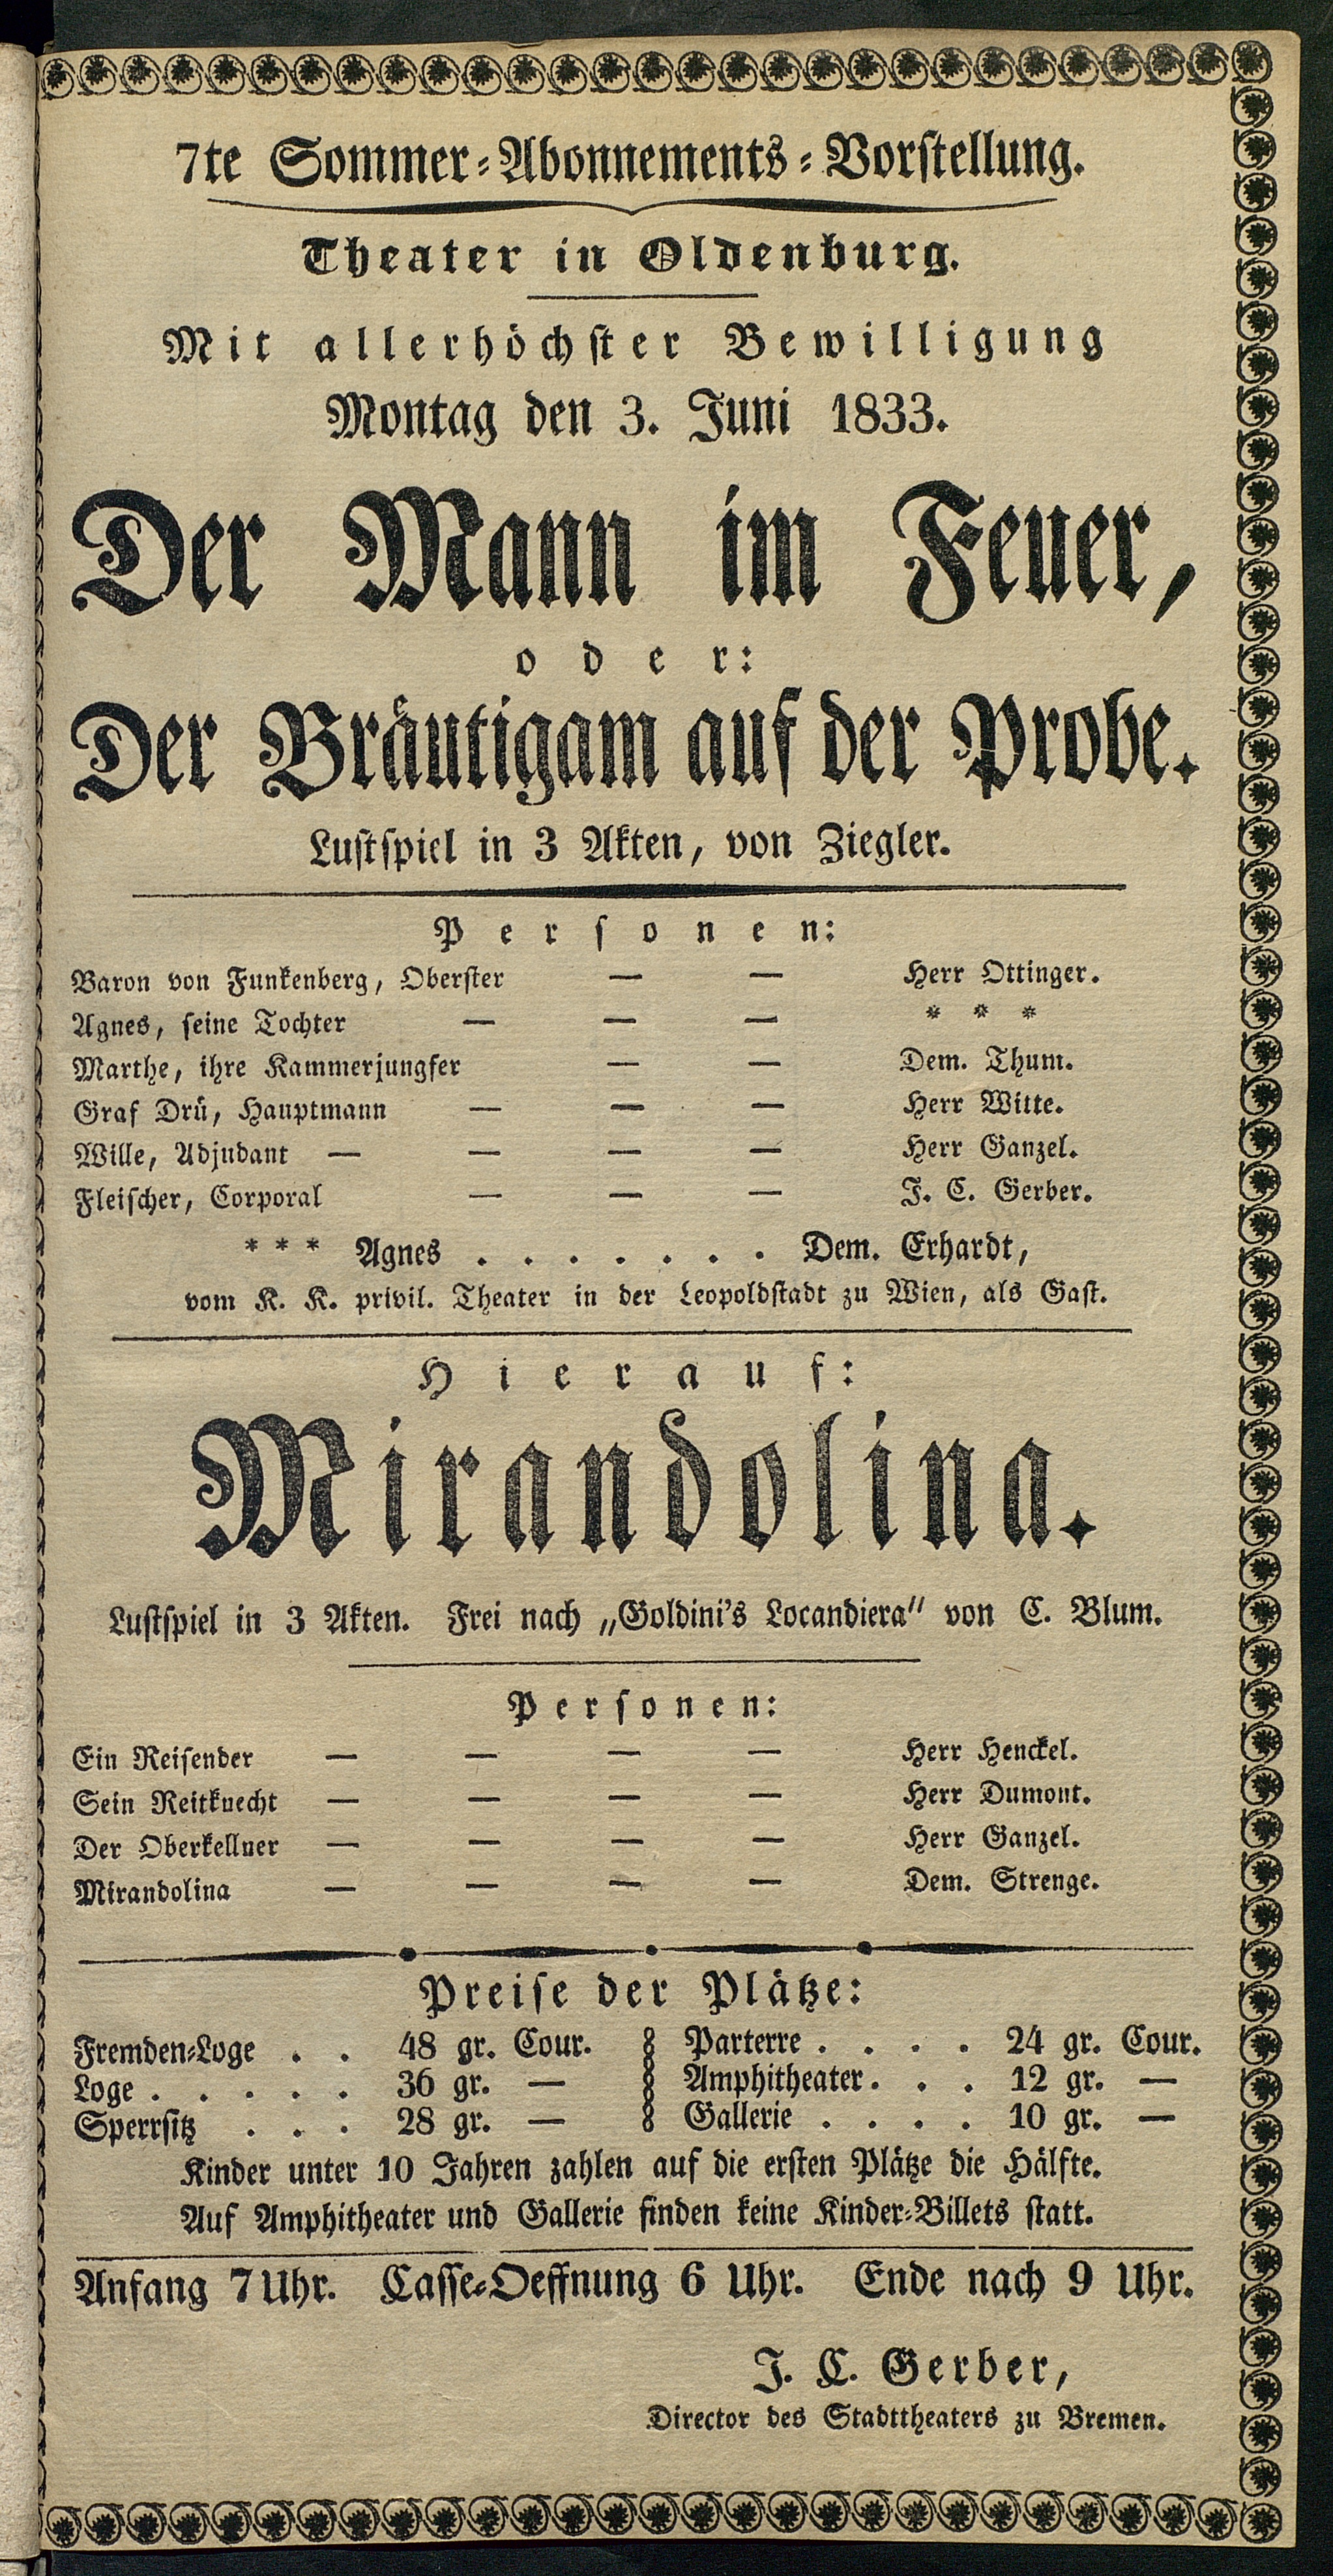 7te Sommer-Abonnements-Vorstellung.
Theater in Oldenburg.
Mit allerhöchster Bewilligung
Montag den 3. Juni 1833.
Der Mann im Feuer,
oder:
Der Bräutigam auf der Probe.
Lustspiel in 3 Akten, von Ziegler.
Personen:
Baron von Funkenberg, Oberster — — Herr Ottinger.
Agnes, seine Tochter — — — * * *
Marthe, ihre Kammerjungfer — — Dem. Thum.
Graf Drü, Hauptmann — — — Herr Witte.
Wille, Adjudant — — — — Herr Ganzel.
Fleischer, Corporal — — — J. C. Gerber.
* * * Agnes . . . . . . . Dem. Erhardt,
vom K. K. privil. Theater in der Leopoldstadt zu Wien, als Gast.
Hierauf:
Mirandolina.
Lustspiel in 3 Akten. Frei nach „Goldini's Locandiera" von C. Blum.
Personen:
Ein Reisender — — — — Herr Henckel.
Sein Reitknecht — — — — Herr Dumont.
Der Oberkellner — — — — Herr Ganzel.
Mirandolina — — — — Dem. Strenge.
Preise der Plätze:
Fremden-Loge . . 48 gr. Cour. Parterre . . . . 24 gr. Cour.
Loge . . . . . 36 gr. — Amphitheater . . . 12 gr. —
Sperrsitz . . . 28 gr. — Gallerie . . . . 10 gr. —
Kinder unter 10 Jahren zahlen auf die ersten Plätze die Hälfte.
Auf Amphitheater und Gallerie finden keine Kinder-Billets statt.
Anfang 7 Uhr. Casse-Oeffnung 6 Uhr. Ende nach 9 Uhr.
J. C. Gerber,
Director des Stadttheaters zu Bremen.